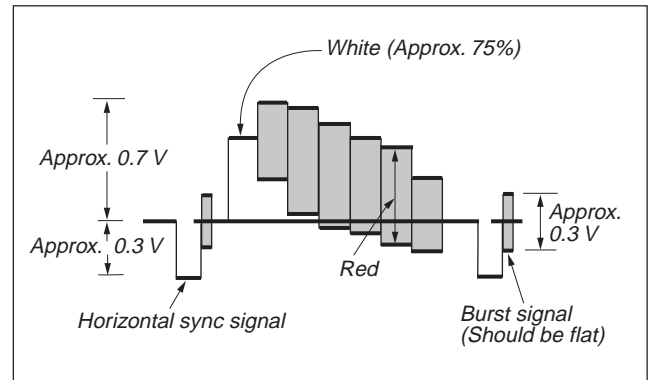 White (Approx. 75%)
Approx. 0.7 V
Approx. 0.3 V
Horizontal sync signal
Red
Approx.
0.3 V
Burst signal
(Should be flat)